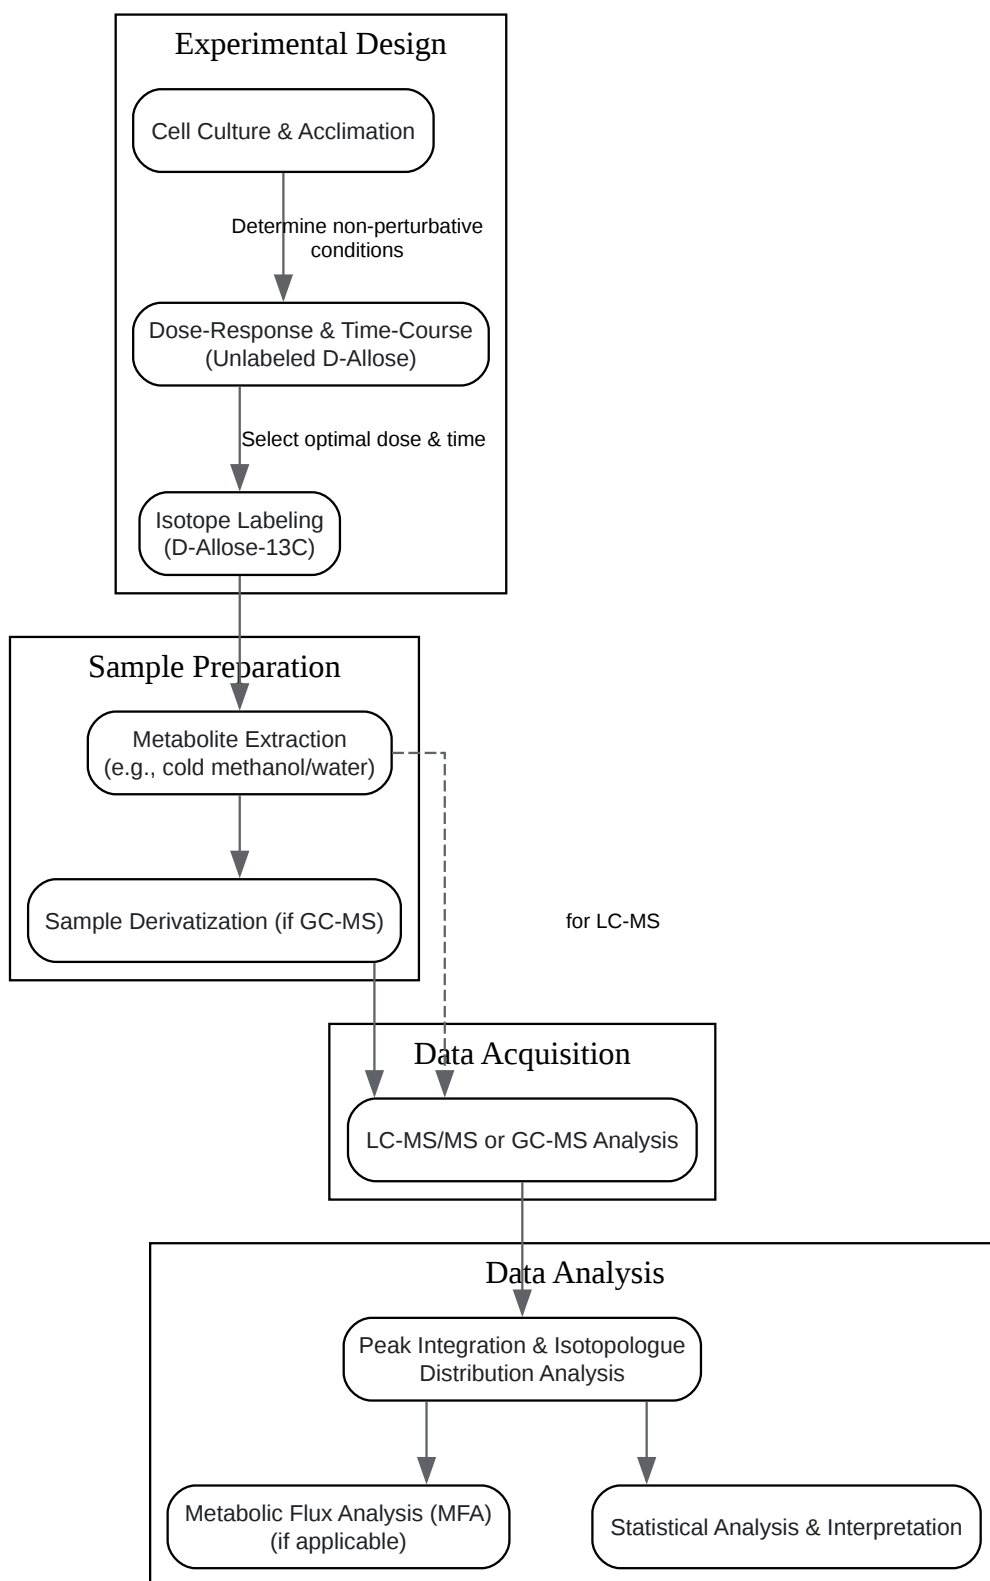 Experimental Design
Cell Culture & Acclimation
Determine non-perturbative
conditions
Dose-Response & Time-Course
(Unlabeled D-Allose)
Select optimal dose & time
Isotope Labeling
(D-Allose-13C)
Sample Preparation
Metabolite Extraction
(e.g., cold methanol/water)
Sample Derivatization (if GC-MS)
for LC-MS
Data Acquisition
LC-MS/MS or GC-MS Analysis
Data Analysis
Peak Integration & Isotopologue
Distribution Analysis
Metabolic Flux Analysis (MFA)
(if applicable)
Statistical Analysis & Interpretation